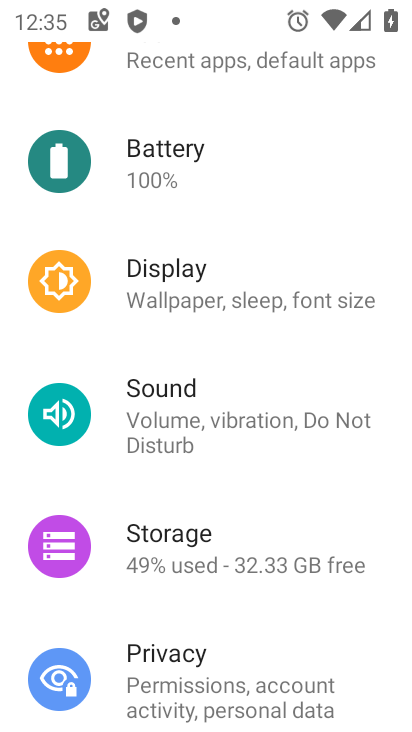 12:35
Recent apps, default apps
Battery
100%
Display
Wallpaper, sleep, font size
Sound
Volume, vibration, Do Not
Disturb
Storage
49% used - 32.33 GB free
Privacy
Permissions, account
activity, personal data